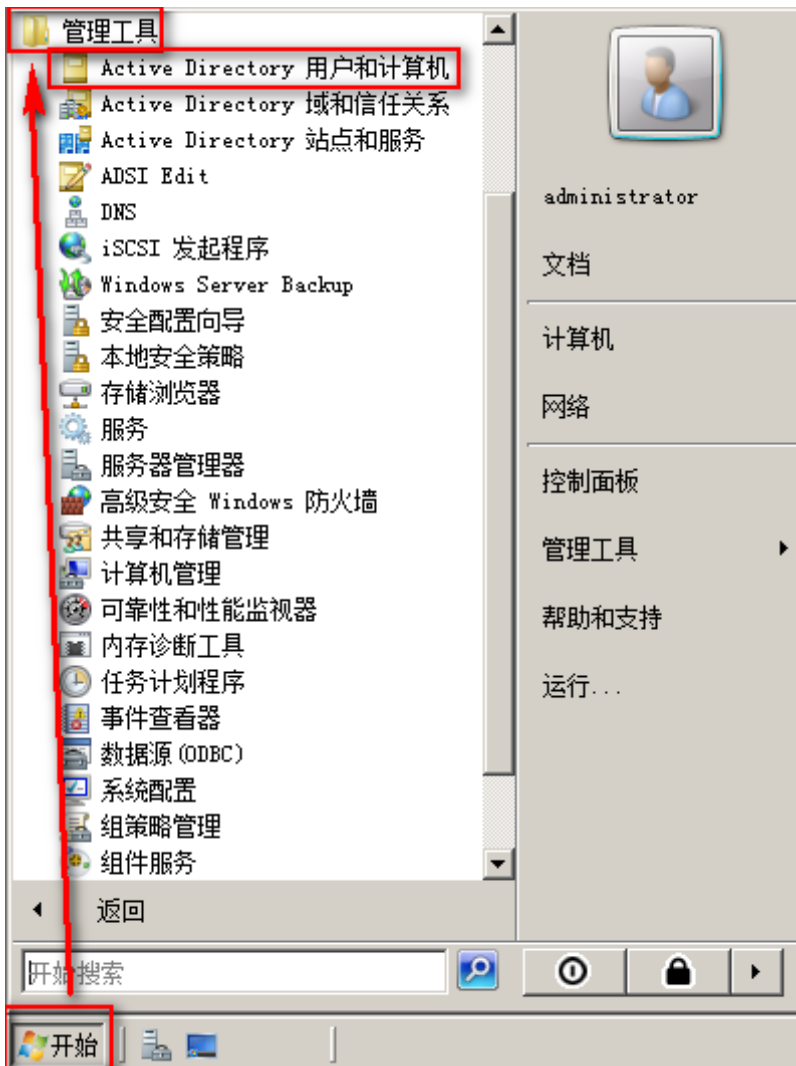 管理工具
Active Directory 用户和计算机
Active Directory 域和信任关系
Active Directory 站点和服务
ADSI Edit
DNS
iSCSI 发起程序
Windows Server Backup
安全配置向导
本地安全策略
存储浏览器
服务
服务器管理器
高级安全 Windows 防火墙
共享和存储管理
计算机管理
可靠性和性能监视器
内存诊断工具
任务计划程序
事件查看器
数据源(ODBC)
系统配置
组策略管理
组件服务
返回
开始搜索
administrator
文档
计算机
网络
控制面板
管理工具
帮助和支持
运行...
开始